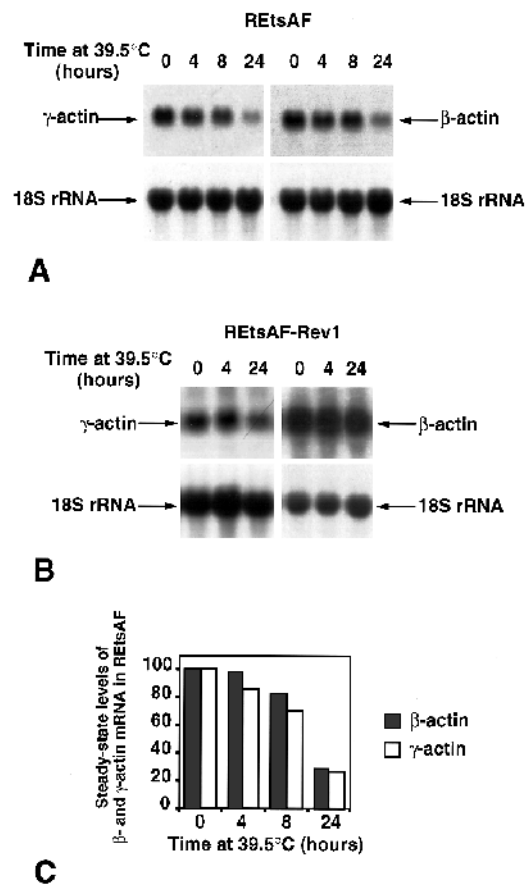 REtsAF
Time at 39.5°C
(hours)
0 4 8 24 0 4 8 24
γ-actin
β-actin
18S rRNA
18S rRNA
A
REtsAF-Rev1
Time at 39.5°C
(hours)
0 4 24 0 4 24
γ-actin
β-actin
18S rRNA
18S rRNA
B
Steady-state levels of
β- and γ-actin mRNA in REtsAF
100
80
60
40
20
0
0 4 8 24
Time at 39.5°C (hours)
β-actin
γ-actin
C